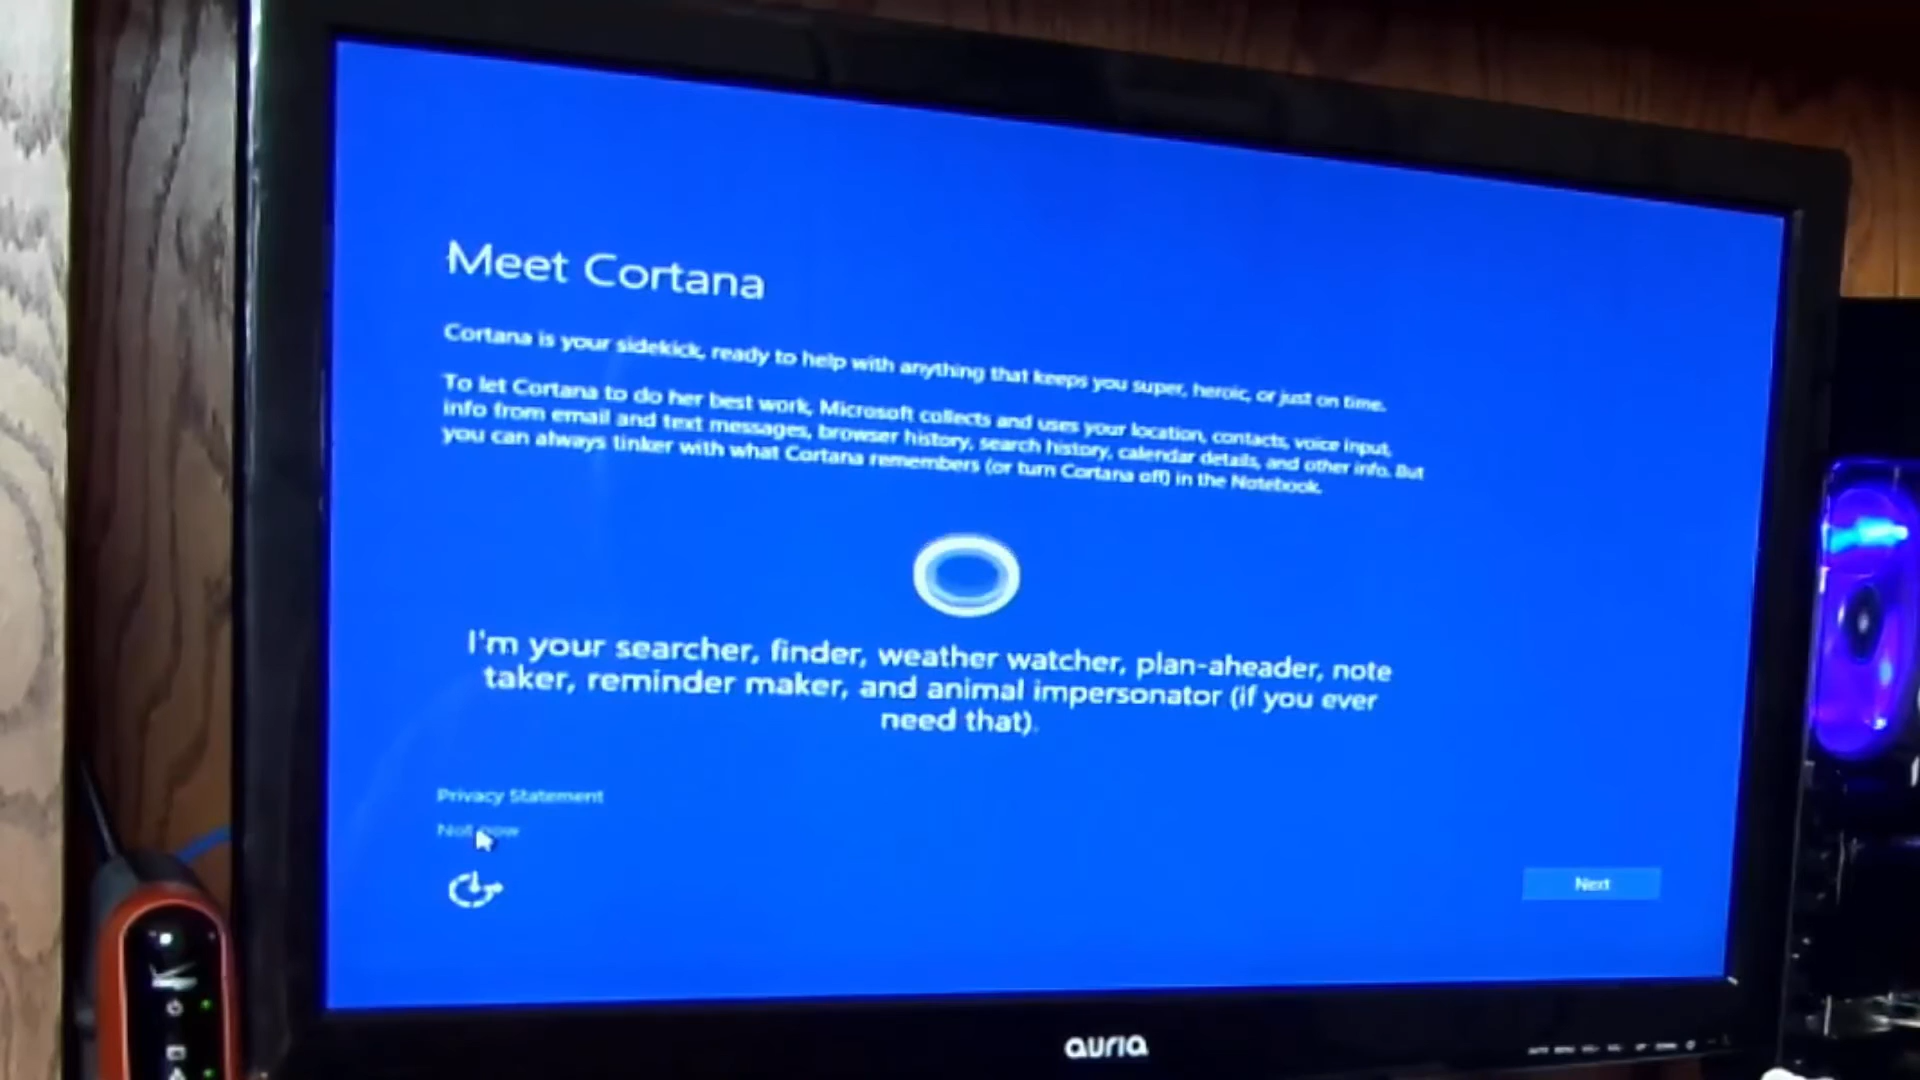 Meet Cortana
Cortana is your sidekick, ready to help with anything that keeps you super, heroic, or just on time.
To let Cortana to do her best work, Microsoft collects and uses your location, contacts, voice input,
info from email and text messages, browser history, search history, calendar details, and other info. But
you can always tinker with what Cortana remembers (or turn Cortana off) in the Notebook.
I'm your searcher, finder, weather watcher, plan-aheader, note
taker, reminder maker, and animal impersonator (if you ever
need that).
Privacy Statement
Not now
Next
auria